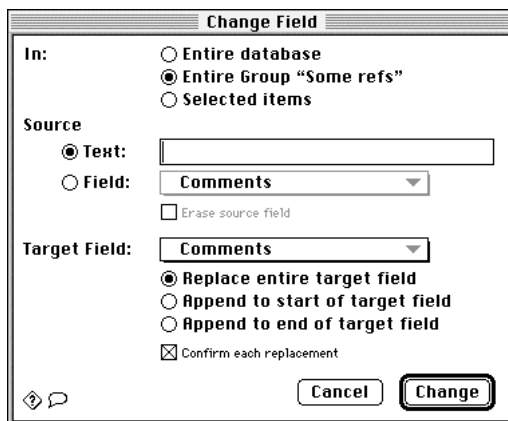 Change Field
In: Entire database
Entire Group “Some refs”
Selected items
Source
Text:
Field: Comments
Erase source field
Target Field: Comments
Replace entire target field
Append to start of target field
Append to end of target field
Confirm each replacement
Cancel Change